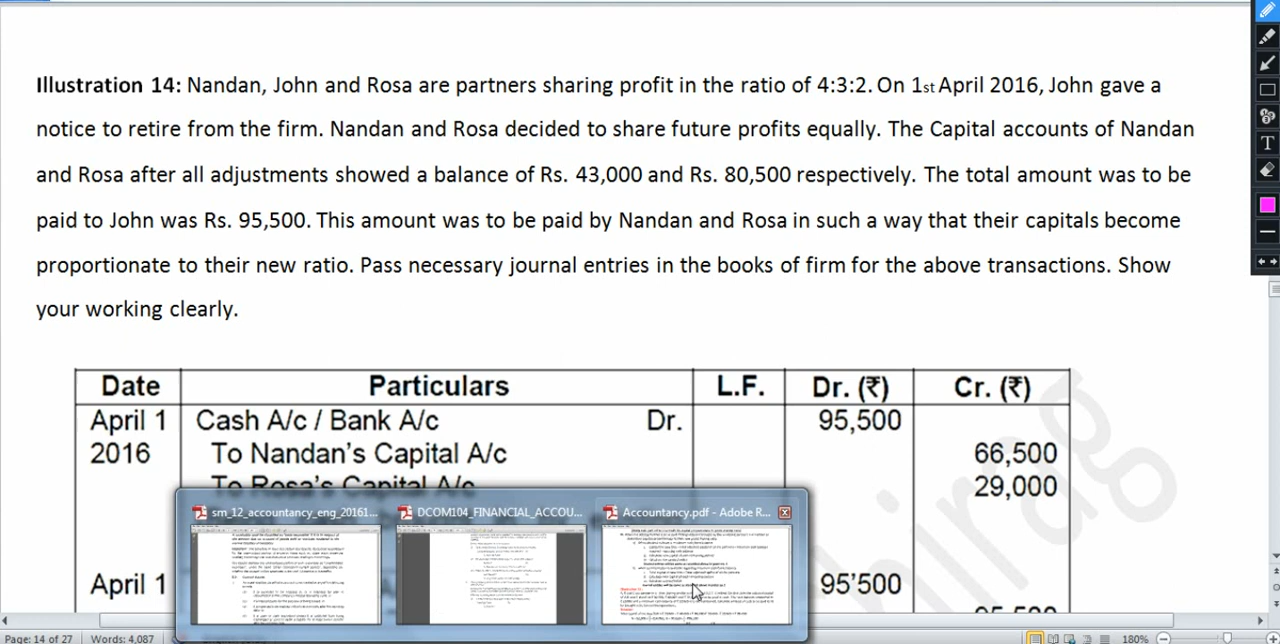 Illustration 14: Nandan, John and Rosa are partners sharing profit in the ratio of 4:3:2. On 1st April 2016, John gave a
notice to retire from the firm. Nandan and Rosa decided to share future profits equally. The Capital accounts of Nandan
and Rosa after all adjustments showed a balance of Rs. 43,000 and Rs. 80,500 respectively. The total amount was to be
paid to John was Rs. 95,500. This amount was to be paid by Nandan and Rosa in such a way that their capitals become
proportionate to their new ratio. Pass necessary journal entries in the books of firm for the above transactions. Show
your working clearly.
Date Particulars L.F. Dr. (₹) Cr. (₹)
April 1 Cash A/c / Bank A/c Dr. 95,500
2016 To Nandan's Capital A/c 66,500
To Rosa's Capital A/c 29,000
sm_12_accountancy_eng_20161... DCOM104_FINANCIAL_ACCOU... Accountancy.pdf - Adobe R...
April 1 95'500
95,500
Page: 14 of 27 Words: 4,087 180%